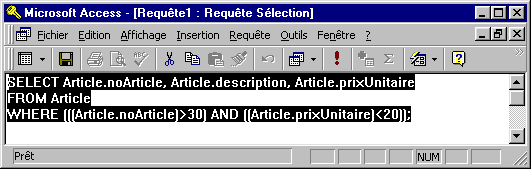 Microsoft Access - [Requête1 : Requête Sélection]
Fichier Edition Affichage Insertion Requête Outils Fenêtre ?
SELECT Article.noArticle, Article.description, Article.prixUnitaire
FROM Article
WHERE (((Article.noArticle)>30) AND ((Article.prixUnitaire)<20));
Prêt NUM